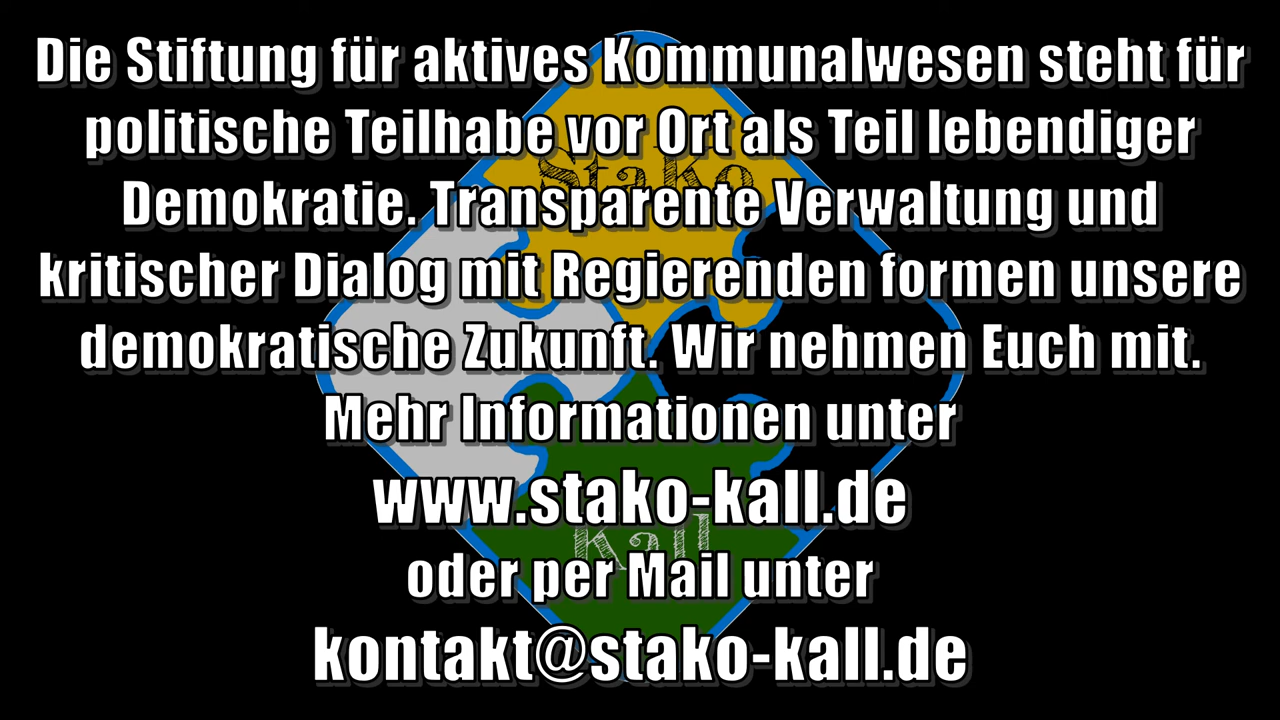 Die Stiftung für aktives Kommunalwesen steht für
politische Teilhabe vor Ort als Teil lebendiger
StaKo
Demokratie. Transparente Verwaltung und
kritischer Dialog mit Regierenden formen unsere
demokratische Zukunft. Wir nehmen Euch mit.
Mehr Informationen unter
www.stako-kall.de
Kall
oder per Mail unter
kontakt@stako-kall.de